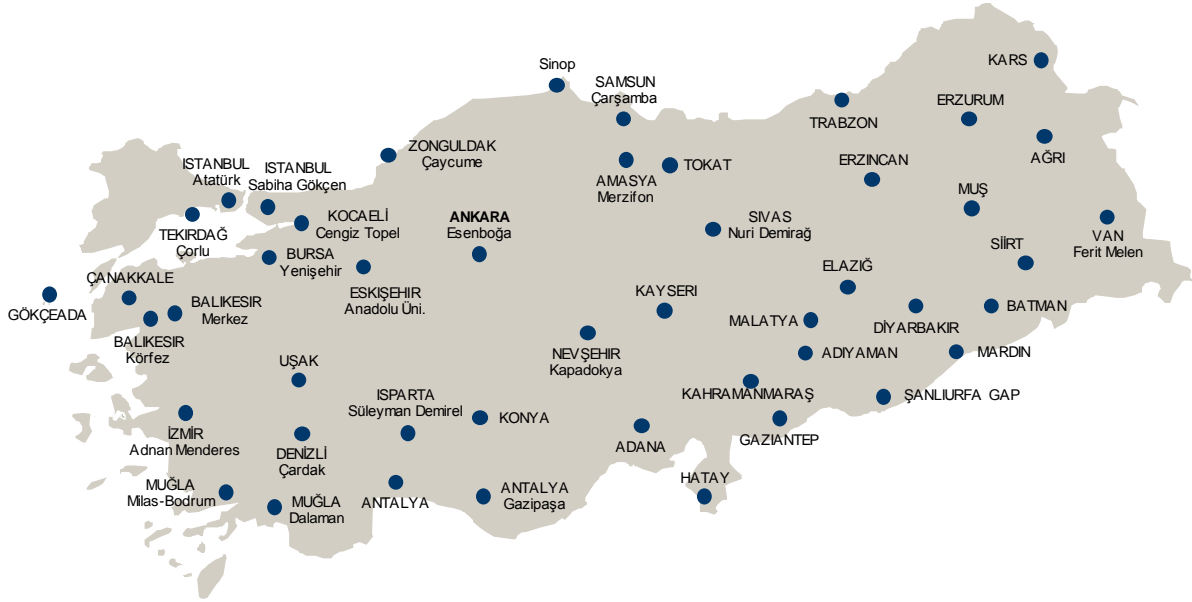 Sinop
SAMSUN
Çarşamba
KARS
ERZURUM
TRABZON
AĞRI
ZONGULDAK
Çaycume
AMASYA
Merzifon
TOKAT
ERZINCAN
ISTANBUL
Atatürk
ISTANBUL
Sabiha Gökçen
MUŞ
TEKIRDAĞ
Çorlu
KOCAELİ
Cengiz Topel
ANKARA
Esenboğa
SIVAS
Nuri Demirağ
VAN
Ferit Melen
BURSA
Yenişehir
SİİRT
ELAZIĞ
ÇANAKKALE
ESKIŞEHIR
Anadolu Üni.
KAYSERI
GÖKÇEADA
BALIKESIR
Merkez
BALIKESIR
Körfez
MALATYA
DİYARBAKIR
BATMAN
NEVŞEHIR
Kapadokya
ADIYAMAN
MARDIN
UŞAK
ISPARTA
Süleyman Demirel
KAHRAMANMARAŞ
ŞANLIURFA GAP
İZMİR
Adnan Menderes
DENİZLİ
Çardak
KONYA
ADANA
GAZIANTEP
MUĞLA
Milas-Bodrum
MUĞLA
Dalaman
ANTALYA
ANTALYA
Gazipaşa
HATAY